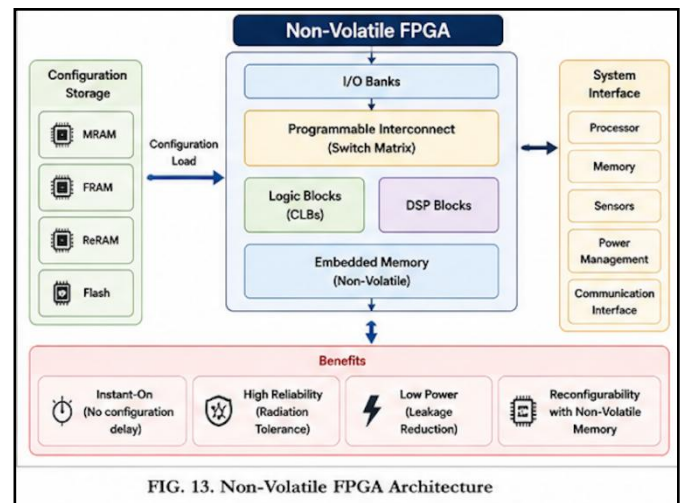 Non-Volatile FPGA
Configuration
Storage
MRAM
FRAM
ReRAM
Flash
Configuration
Load
I/O Banks
Programmable Interconnect
(Switch Matrix)
Logic Blocks
(CLBs)
DSP Blocks
Embedded Memory
(Non-Volatile)
System
Interface
Processor
Memory
Sensors
Power
Management
Communication
Interface
Benefits
Instant-On
(No configuration
delay)
High Reliability
(Radiation
Tolerance)
Low Power
(Leakage
Reduction)
Reconfigurability
with Non-Volatile
Memory
FIG. 13. Non-Volatile FPGA Architecture